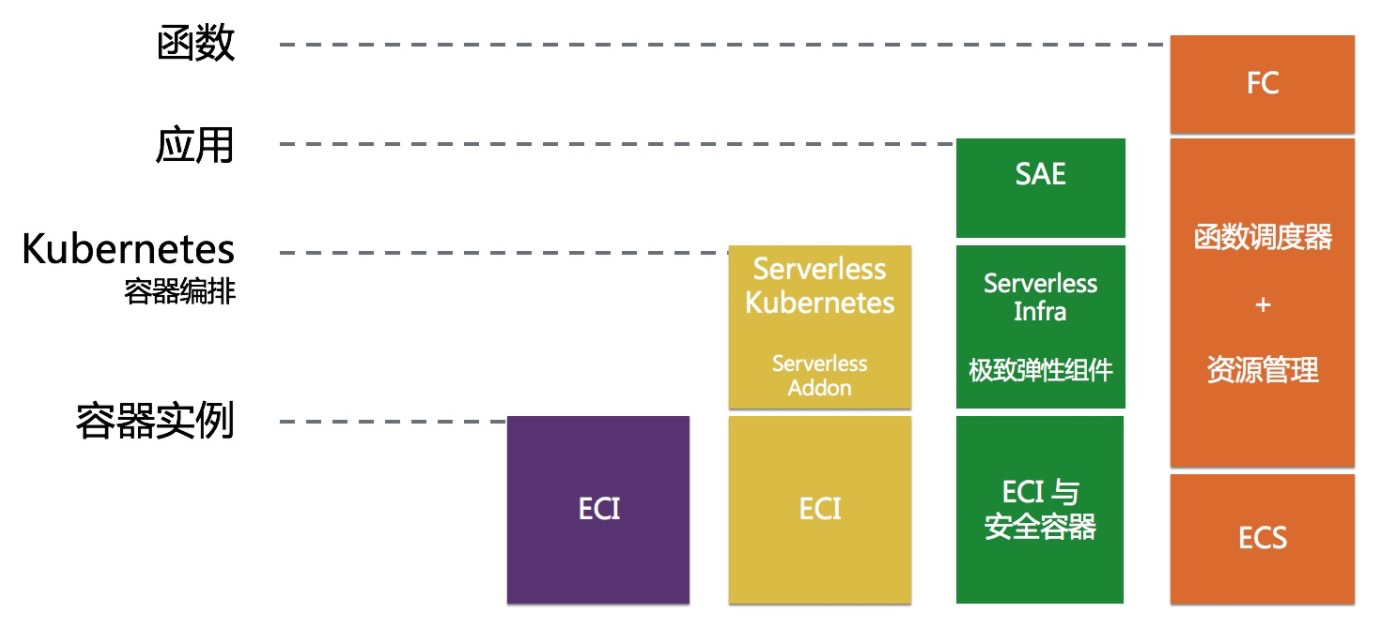 函数
FC
应用
SAE
函数调度器
+
资源管理
Kubernetes
容器编排
Serverless
Kubernetes
Serverless
Addon
Serverless
Infra
极致弹性组件
容器实例
ECI
ECI
ECI 与
安全容器
ECS